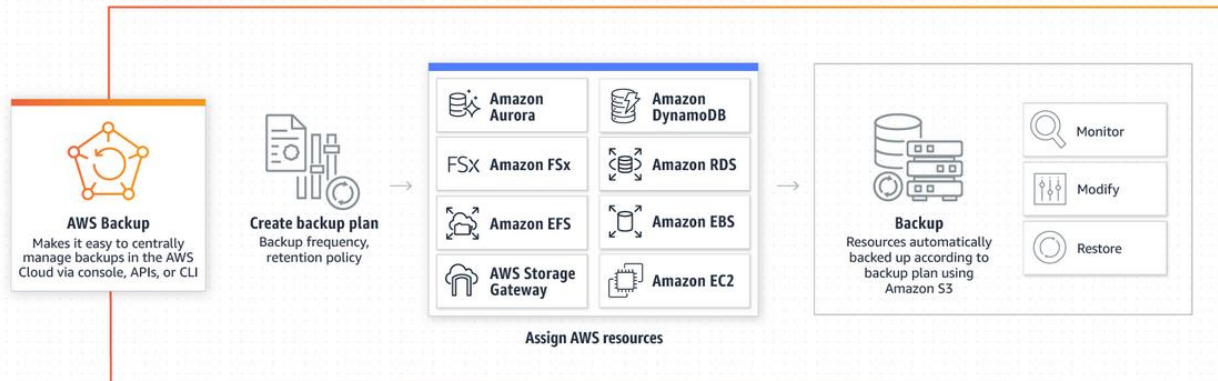 AWS Backup
Makes it easy to centrally
manage backups in the AWS
Cloud via console, APIs, or CLI
Create backup plan
Backup frequency,
retention policy
Amazon
Aurora
Amazon
DynamoDB
FSx Amazon FSx
Amazon RDS
Amazon EFS
Amazon EBS
AWS Storage
Gateway
Amazon EC2
Assign AWS resources
Backup
Resources automatically
backed up according to
backup plan using
Amazon S3
Monitor
Modify
Restore